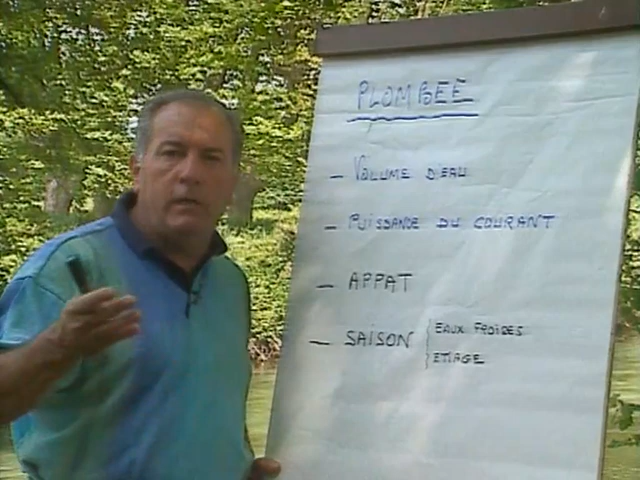 PLOMBEE
- VOLUME D'EAU
- PUISSANCE DU COURANT
- APPAT
- SAISON { EAUX FROIDES
ETIAGE